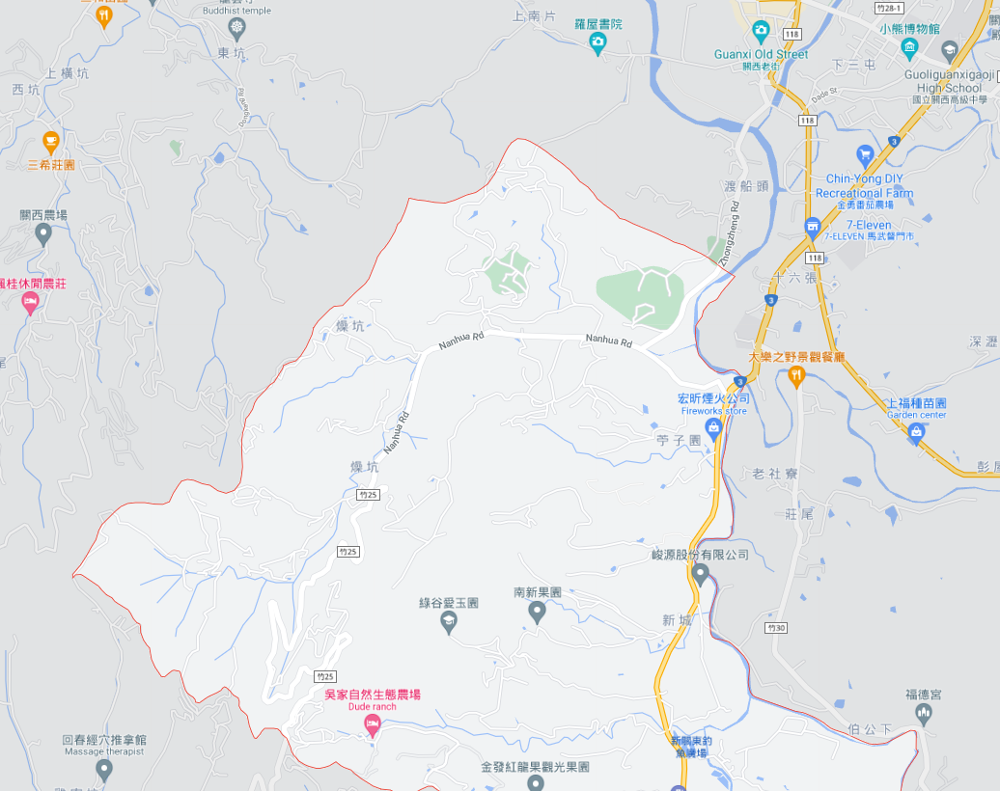 Buddhist temple
東坑
上南片
羅屋書院
竹28-1
118
小熊博物館
Guanxi Old Street
關西老街
下三屯
Guoliguanxigaoji
High School
國立關西高級中學
上橫坑
西坑
Dade St
118
三希莊園
3
Chin-Yong DIY
Recreational Farm
金勇番茄農場
渡船頭
關西農場
7-Eleven
7-ELEVEN 馬武督門市
Zhongzheng Rd
118
楓桂休閒農莊
十六張
3
燥坑
Nanhua Rd
Nanhua Rd
深瀝
尾
大樂之野景觀餐廳
3
宏昕煙火公司
Fireworks store
上福種苗園
Garden center
Nanhua Rd
苧子園
燥坑
老社寮
彭屋
竹25
莊尾
竹25
峻源股份有限公司
南新果園
綠谷愛玉園
新城
竹30
竹25
吳家自然生態農場
Dude ranch
福德宮
伯公下
回春經穴推拿館
Massage therapist
金發紅龍果觀光果園